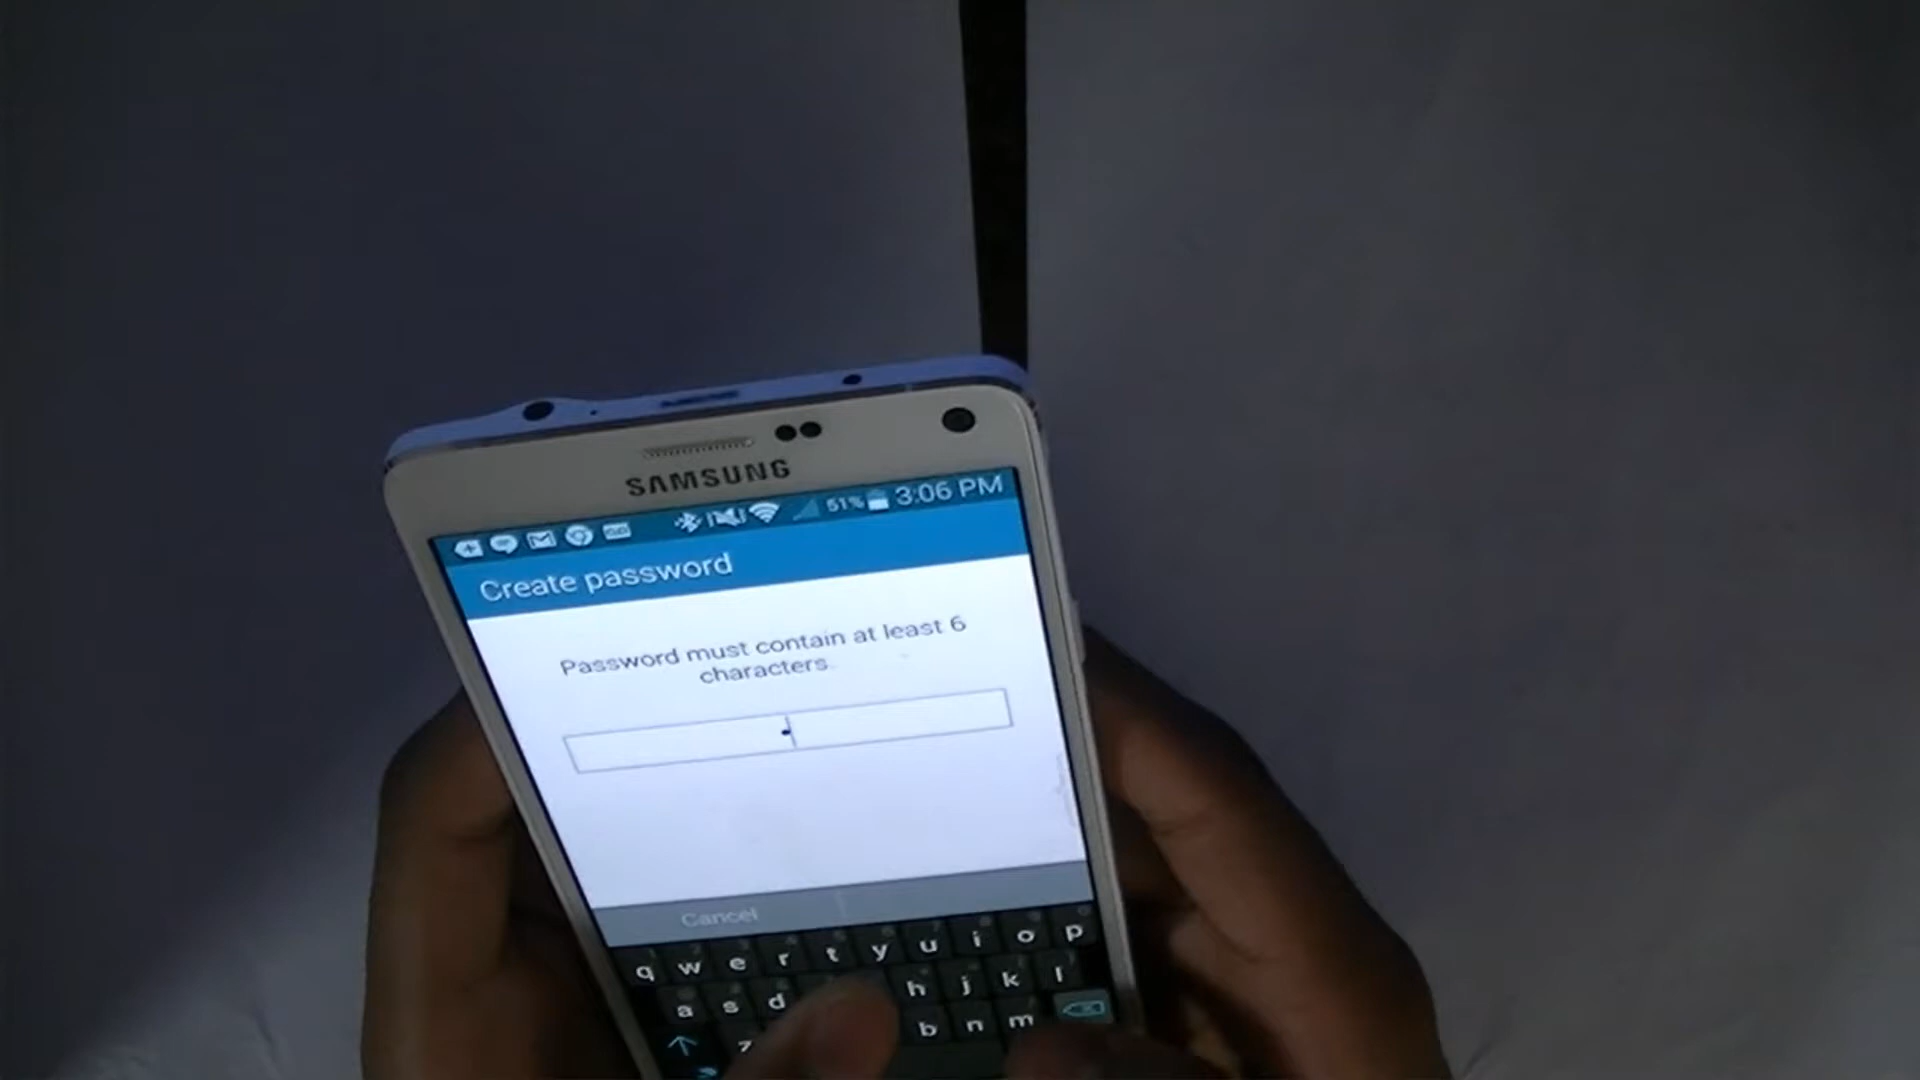 SAMSUNG
51% 3:06 PM
Create password
Password must contain at least 6
characters.
Cancel
q w e r t y u i o p
a s d h j k l
z b n m